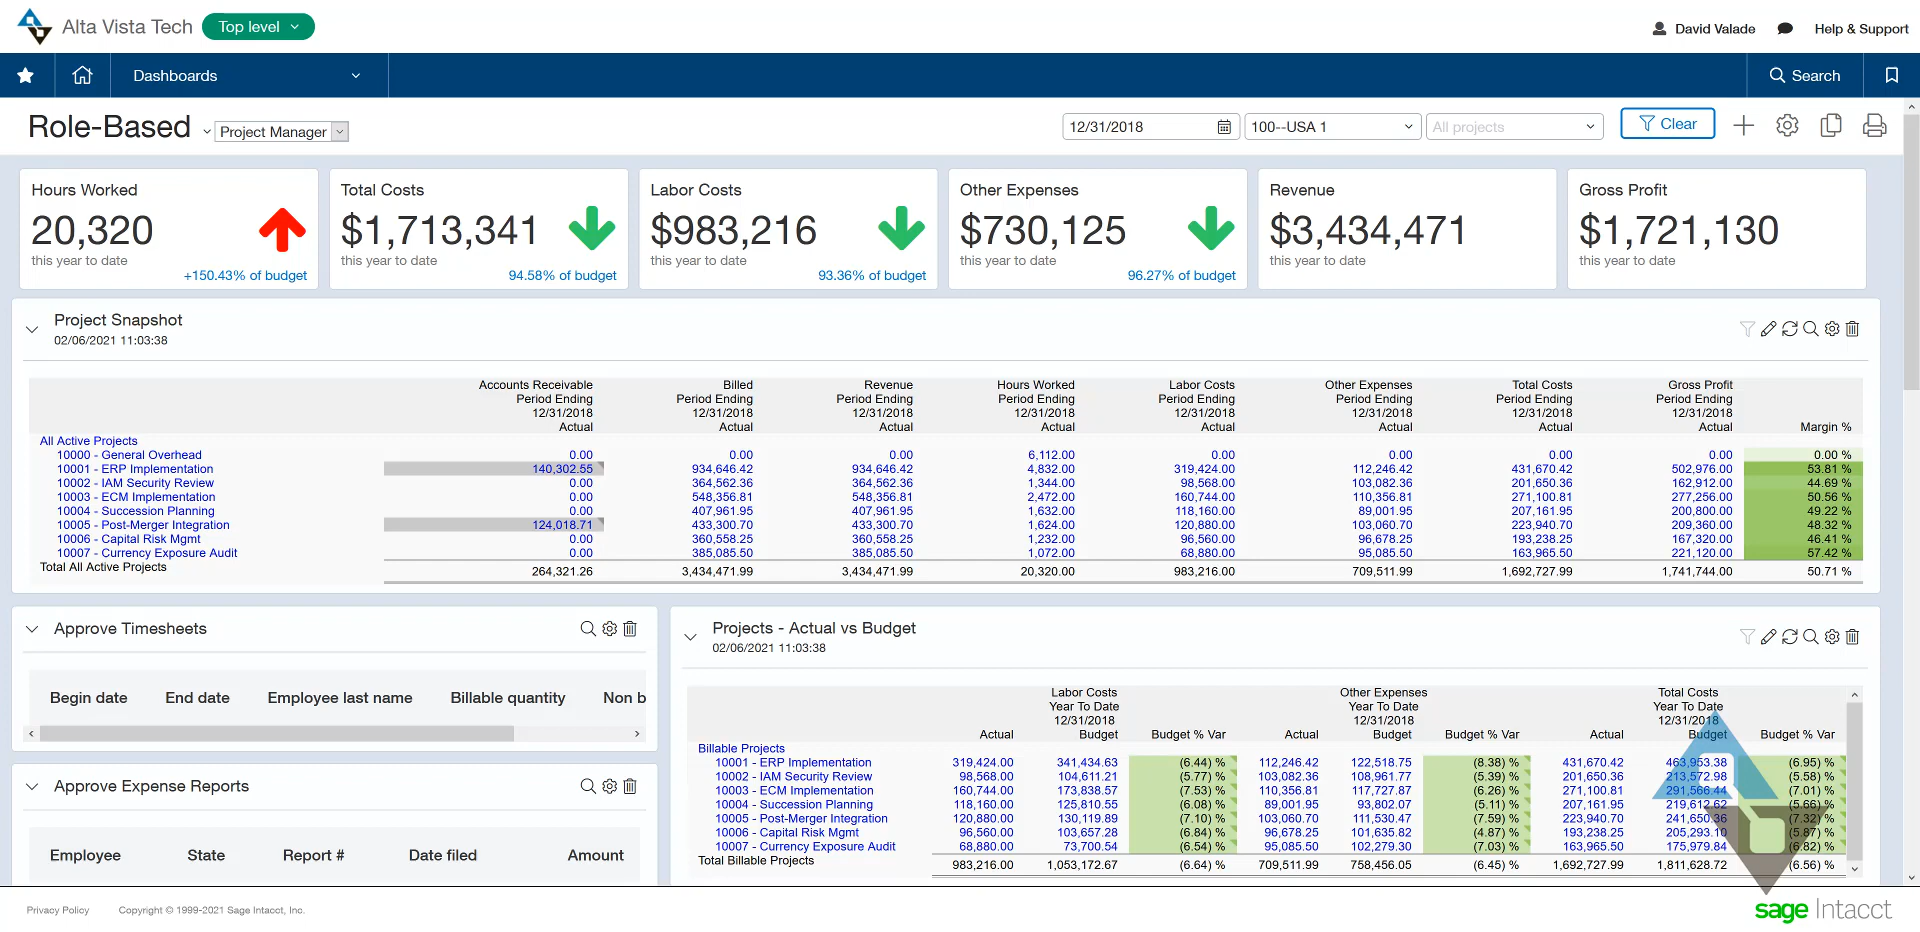 Alta Vista Tech Top level David Valade Help & Support
Dashboards Search
Role-Based Project Manager 12/31/2018 100--USA 1 All projects Clear
Hours Worked Total Costs Labor Costs Other Expenses Revenue Gross Profit
20,320 $1,713,341 $983,216 $730,125 $3,434,471 $1,721,130
this year to date this year to date this year to date this year to date this year to date this year to date
+150.43% of budget 94.58% of budget 93.36% of budget 96.27% of budget
Project Snapshot
02/06/2021 11:03:38
Accounts Receivable Billed Revenue Hours Worked Labor Costs Other Expenses Total Costs Gross Profit
Period Ending Period Ending Period Ending Period Ending Period Ending Period Ending Period Ending Period Ending
12/31/2018 12/31/2018 12/31/2018 12/31/2018 12/31/2018 12/31/2018 12/31/2018 12/31/2018
Actual Actual Actual Actual Actual Actual Actual Actual Margin %
All Active Projects
10000 - General Overhead 0.00 0.00 0.00 6,112.00 0.00 0.00 0.00 0.00 0.00 %
10001 - ERP Implementation 140,302.55 934,646.42 934,646.42 4,832.00 319,424.00 112,246.42 431,670.42 502,976.00 53.81 %
10002 - IAM Security Review 0.00 364,562.36 364,562.36 1,344.00 98,568.00 103,082.36 201,650.36 162,912.00 44.69 %
10003 - ECM Implementation 0.00 548,356.81 548,356.81 2,472.00 160,744.00 110,356.81 271,100.81 277,256.00 50.56 %
10004 - Succession Planning 0.00 407,961.95 407,961.95 1,632.00 118,160.00 89,001.95 207,161.95 200,800.00 49.22 %
10005 - Post-Merger Integration 124,018.71 433,300.70 433,300.70 1,624.00 120,880.00 103,060.70 223,940.70 209,360.00 48.32 %
10006 - Capital Risk Mgmt 0.00 360,558.25 360,558.25 1,232.00 96,560.00 96,678.25 193,238.25 167,320.00 46.41 %
10007 - Currency Exposure Audit 0.00 385,085.50 385,085.50 1,072.00 68,880.00 95,085.50 163,965.50 221,120.00 57.42 %
Total All Active Projects 264,321.26 3,434,471.99 3,434,471.99 20,320.00 983,216.00 709,511.99 1,692,727.99 1,741,744.00 50.71 %
Approve Timesheets
Begin date End date Employee last name Billable quantity Non b
Approve Expense Reports
Employee State Report # Date filed Amount
Projects - Actual vs Budget
02/06/2021 11:03:38
Labor Costs Other Expenses Total Costs
Year To Date Year To Date Year To Date
12/31/2018 12/31/2018 12/31/2018
Actual Budget Budget % Var Actual Budget Budget % Var Actual Budget Budget % Var
Billable Projects
10001 - ERP Implementation 319,424.00 341,434.63 (6.44) % 112,246.42 122,518.75 (8.38) % 431,670.42 463,953.38 (6.95) %
10002 - IAM Security Review 98,568.00 104,611.21 (5.77) % 103,082.36 108,961.77 (5.39) % 201,650.36 213,572.98 (5.58) %
10003 - ECM Implementation 160,744.00 173,838.57 (7.53) % 110,356.81 117,727.87 (6.26) % 271,100.81 291,566.44 (7.01) %
10004 - Succession Planning 118,160.00 125,810.55 (6.08) % 89,001.95 93,802.07 (5.11) % 207,161.95 219,612.62 (5.66) %
10005 - Post-Merger Integration 120,880.00 130,119.89 (7.10) % 103,060.70 111,530.47 (7.59) % 223,940.70 241,650.36 (7.32) %
10006 - Capital Risk Mgmt 96,560.00 103,657.28 (6.84) % 96,678.25 101,635.82 (4.87) % 193,238.25 205,293.10 (5.87) %
10007 - Currency Exposure Audit 68,880.00 73,700.54 (6.54) % 95,085.50 102,279.30 (7.03) % 163,965.50 175,979.84 (6.82) %
Total Billable Projects 983,216.00 1,053,172.67 (6.64) % 709,511.99 758,456.05 (6.45) % 1,692,727.99 1,811,628.72 (6.56) %
Privacy Policy Copyright © 1999-2021 Sage Intacct, Inc. sage Intacct